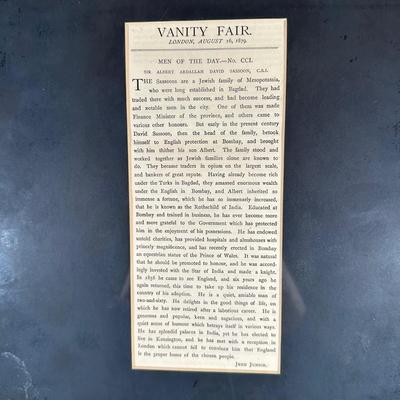 VANITY FAIR.
LONDON, AUGUST 16, 1879.
MEN OF THE DAY.—No. CCI.
SIR ALBERT ABDALLAH DAVID SASSOON, C.S.I.
THE Sassoons are a Jewish family of Mesopotamia,
who were long established in Bagdad. They had
traded there with much success, and had become leading
and notable men in the city. One of them was made
Finance Minister of the province, and others came to
various other honours. But early in the present century
David Sassoon, then the head of the family, betook
himself to English protection at Bombay, and brought
with him thither his son Albert. The family stood and
worked together as Jewish families alone are known to
do. They became traders in opium on the largest scale,
and bankers of great repute. Having already become rich
under the Turks in Bagdad, they amassed enormous wealth
under the English in Bombay, and Albert inherited so
immense a fortune, which he has so immensely increased,
that he is known as the Rothschild of India. Educated at
Bombay and trained in business, he has ever become more
and more grateful to the Government which has protected
him in the enjoyment of his possessions. He has endowed
untold charities, has provided hospitals and almshouses with
princely magnificence, and has recently erected in Bombay
an equestrian statue of the Prince of Wales. It was natural
that he should be promoted to honour, and he was accord-
ingly invested with the Star of India and made a knight.
In 1856 he came to see England, and six years ago he
again returned, this time to take up his residence in the
country of his adoption. He is a quiet, amiable man of
two-and-sixty. He delights in the good things of life, on
which he has now retired after a laborious career. He is
generous and popular, keen and sagacious, and with a
quiet sense of humour which betrays itself in various ways.
He has splendid palaces in India, yet he has elected to
live in Kensington, and he has met with a reception in
London which cannot fell to convince him that England
is the proper home of the chosen people.
JEHU JUNIOR.